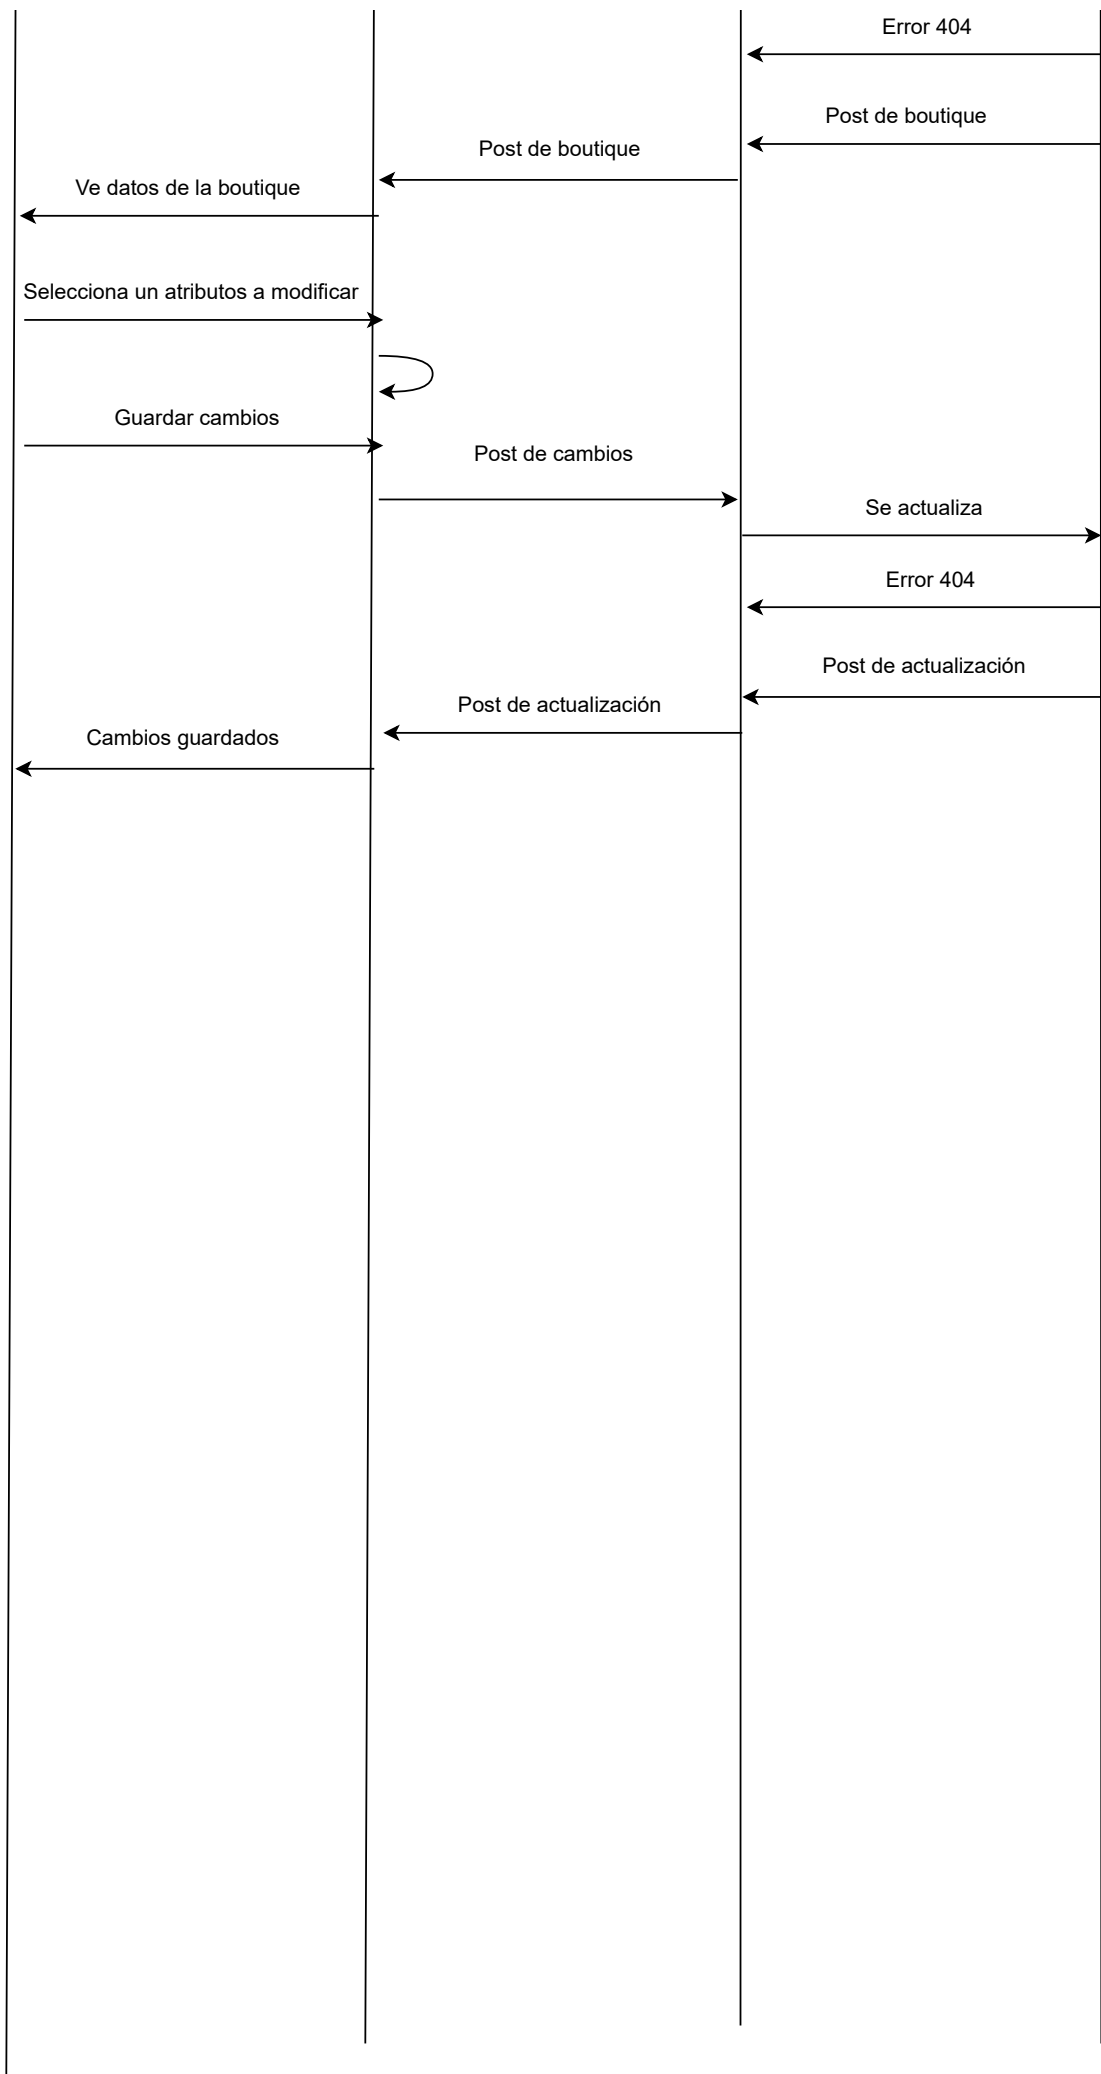 Error 404
Post de boutique
Post de boutique
Ve datos de la boutique
Selecciona un atributos a modificar
Guardar cambios
Post de cambios
Se actualiza
Error 404
Post de actualización
Post de actualización
Cambios guardados